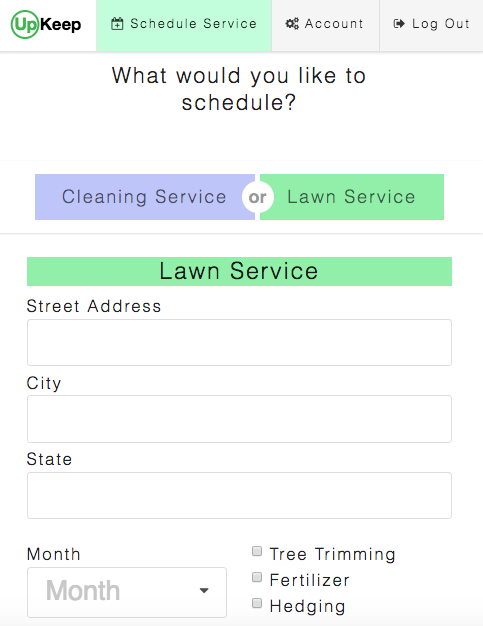 UpKeep Schedule Service Account Log Out
What would you like to
schedule?
Cleaning Service or Lawn Service
Lawn Service
Street Address
City
State
Month
Month
Tree Trimming
Fertilizer
Hedging